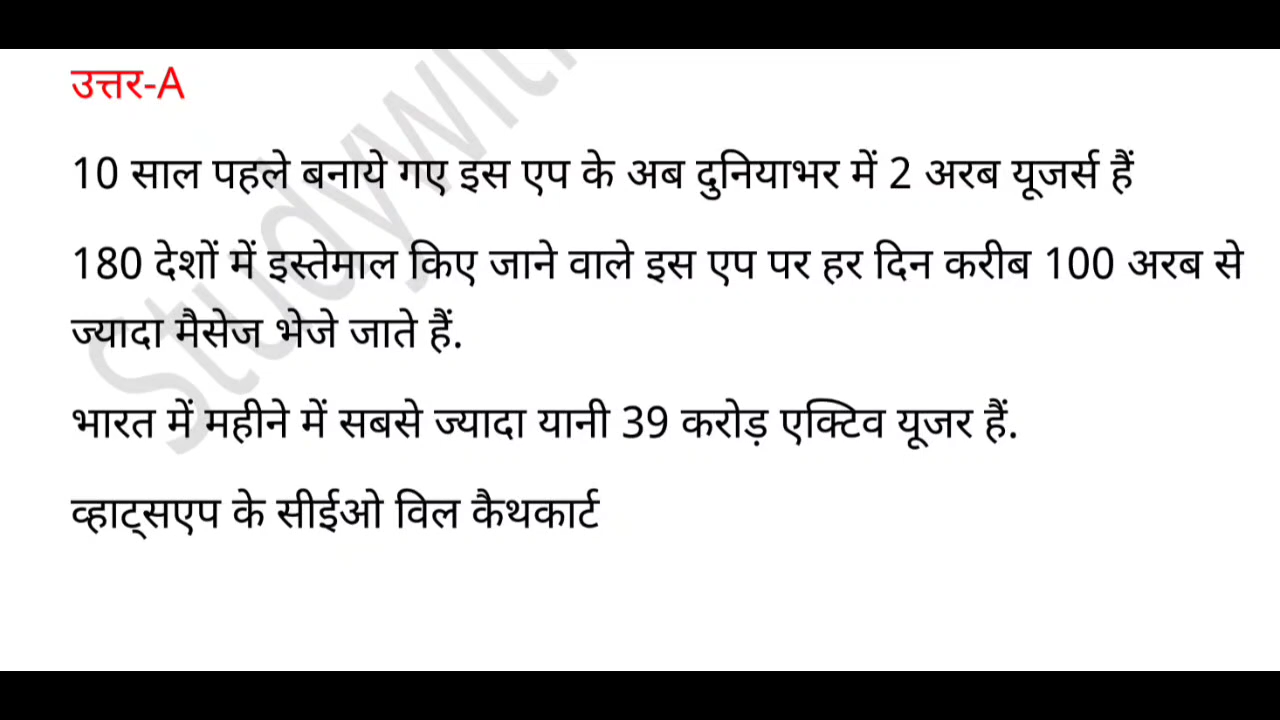 उत्तर-A
10 साल पहले बनाये गए इस एप के अब दुनियाभर में 2 अरब यूजर्स हैं
180 देशों में इस्तेमाल किए जाने वाले इस एप पर हर दिन करीब 100 अरब से
ज्यादा मैसेज भेजे जाते हैं.
भारत में महीने में सबसे ज्यादा यानी 39 करोड़ एक्टिव यूजर हैं.
व्हाट्सएप के सीईओ विल कैथकार्ट
Studywith